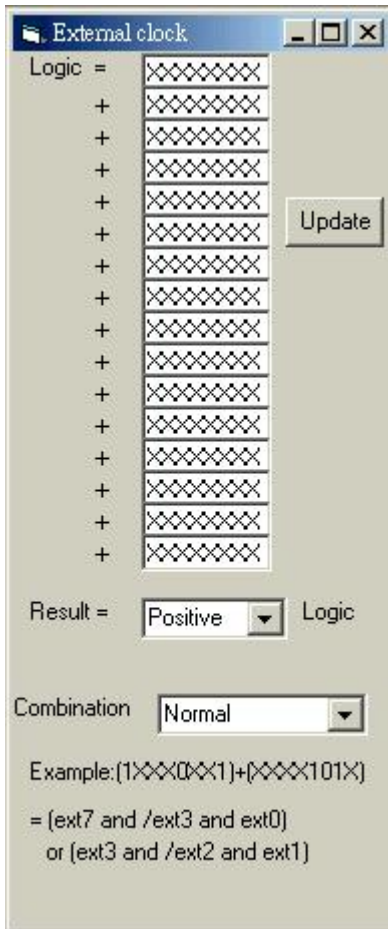 External clock
Logic = XXXXXXXX
+ XXXXXXXX
+ XXXXXXXX
+ XXXXXXXX
+ XXXXXXXX
+ XXXXXXXX
Update
+ XXXXXXXX
+ XXXXXXXX
+ XXXXXXXX
+ XXXXXXXX
+ XXXXXXXX
+ XXXXXXXX
+ XXXXXXXX
+ XXXXXXXX
+ XXXXXXXX
+ XXXXXXXX
Result = Positive Logic
Combination Normal
Example:(1XXX0XX1)+(XXXX101X)
= (ext7 and /ext3 and ext0)
or (ext3 and /ext2 and ext1)